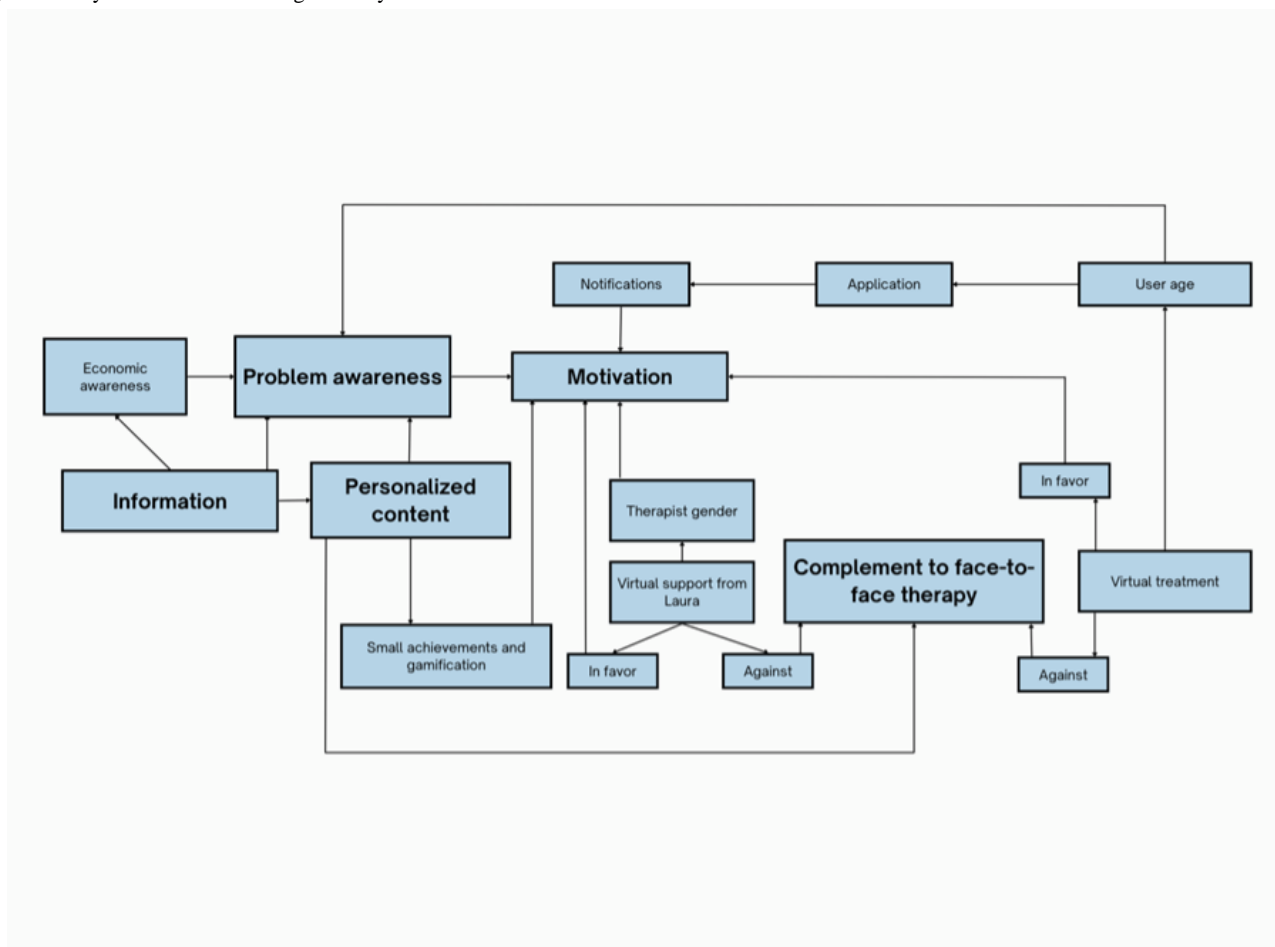 Notifications
Application
User age
Economic
awareness
Problem awareness
Motivation
Information
Personalized
content
In favor
Therapist gender
Complement to face-to-
face therapy
Virtual treatment
Virtual support from
Laura
Small achievements and
gamification
In favor
Against
Against